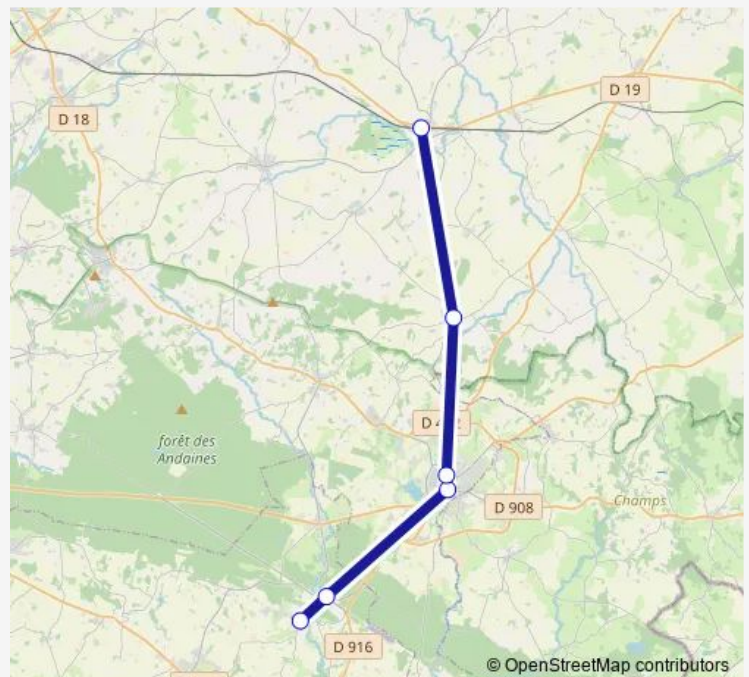 D 19
D 18
forêt des
Andaines
Champs
D 908
D 916
© OpenStreetMap contributors